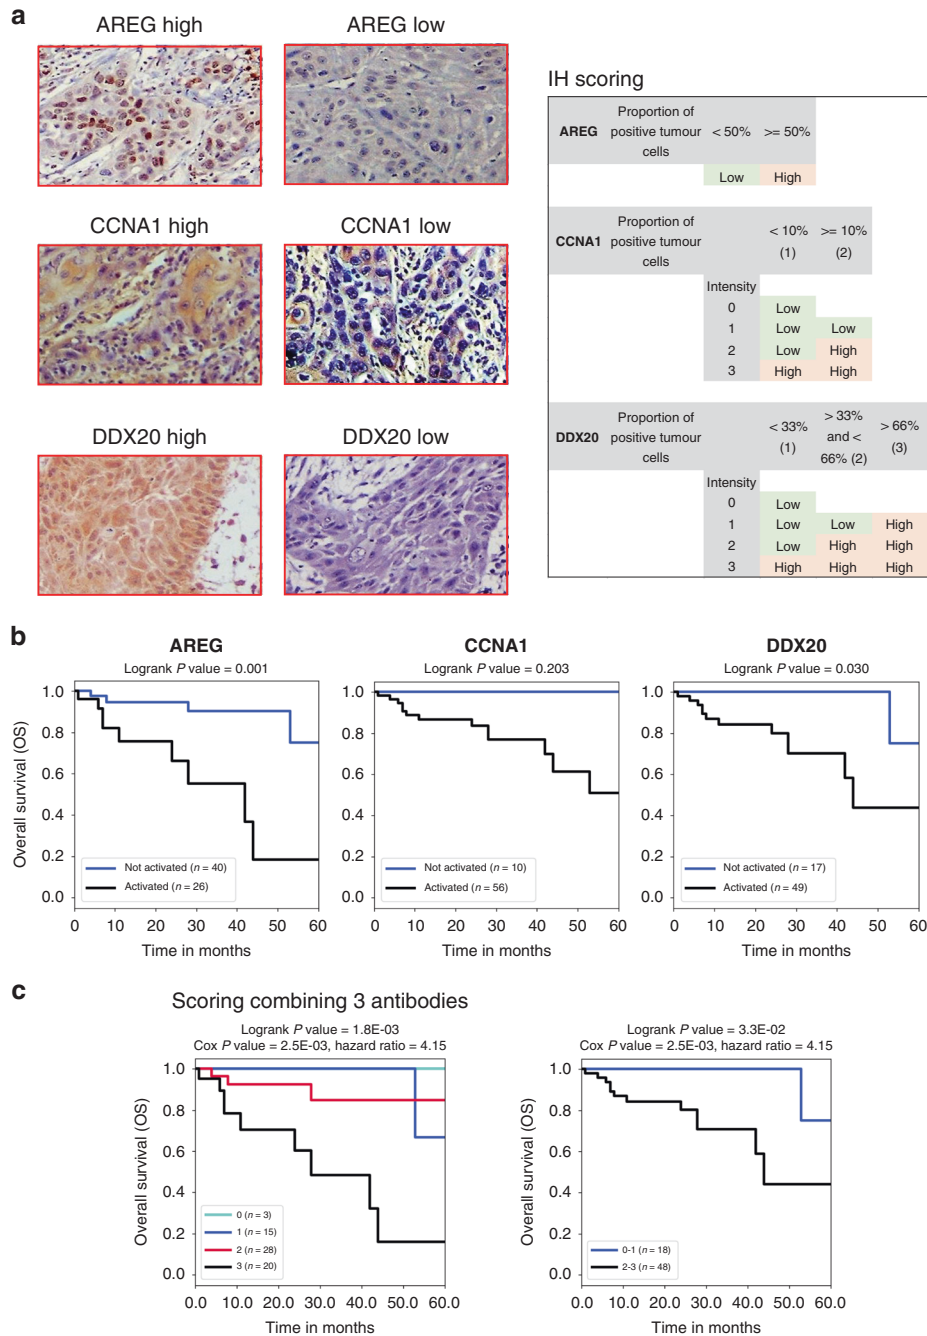 a
AREG high
AREG low
CCNA1 high
CCNA1 low
DDX20 high
DDX20 low
IH scoring
AREG
Proportion of
positive tumour
cells
< 50%
>= 50%
Low
High
CCNA1
Proportion of
positive tumour
cells
< 10%
(1)
>= 10%
(2)
Intensity
0
Low
1
Low
Low
2
Low
High
3
High
High
DDX20
Proportion of
positive tumour
cells
< 33%
(1)
> 33%
and <
66% (2)
> 66%
(3)
Intensity
0
Low
1
Low
Low
High
2
Low
High
High
3
High
High
High
b
AREG
Logrank P value = 0.001
Overall survival (OS)
1.0
0.8
0.6
0.4
0.2
0.0
Not activated (n = 40)
Activated (n = 26)
0.0 10 20 30 40 50 60
Time in months
CCNA1
Logrank P value = 0.203
1.0
0.8
0.6
0.4
0.2
0.0
Not activated (n = 10)
Activated (n = 56)
0.0 10 20 30 40 50 60
Time in months
DDX20
Logrank P value = 0.030
1.0
0.8
0.6
0.4
0.2
0.0
Not activated (n = 17)
Activated (n = 49)
0.0 10 20 30 40 50 60
Time in months
c
Scoring combining 3 antibodies
Logrank P value = 1.8E-03
Cox P value = 2.5E-03, hazard ratio = 4.15
Overall survival (OS)
1.0
0.8
0.6
0.4
0.2
0.0
0 (n = 3)
1 (n = 15)
2 (n = 28)
3 (n = 20)
0.0 10.0 20.0 30.0 40.0 50.0 60.0
Time in months
Logrank P value = 3.3E-02
Cox P value = 2.5E-03, hazard ratio = 4.15
Overall survival (OS)
1.0
0.8
0.6
0.4
0.2
0.0
0-1 (n = 18)
2-3 (n = 48)
0.0 10.0 20.0 30.0 40.0 50.0 60.0
Time in months